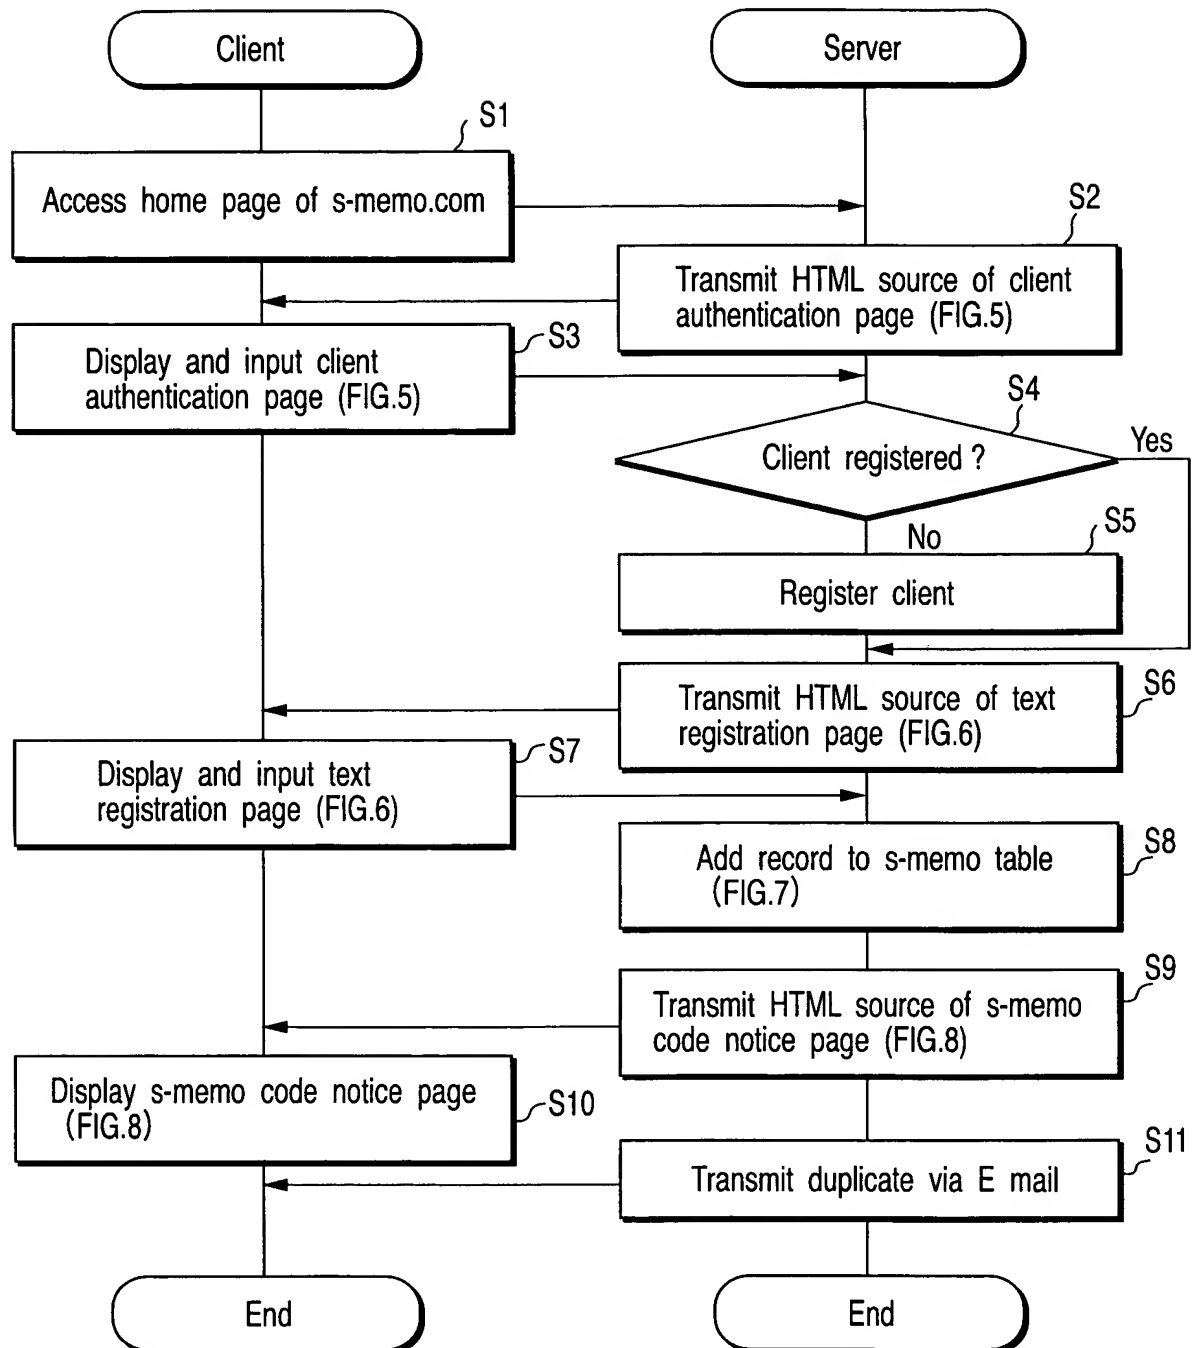 Client
Server
S1
Access home page of s-memo.com
S2
Transmit HTML source of client
authentication page (FIG.5)
S3
Display and input client
authentication page (FIG.5)
S4
Client registered ?
Yes
No
S5
Register client
S6
Transmit HTML source of text
registration page (FIG.6)
S7
Display and input text
registration page (FIG.6)
S8
Add record to s-memo table
(FIG.7)
S9
Transmit HTML source of s-memo
code notice page (FIG.8)
Display s-memo code notice page
(FIG.8)
S10
S11
Transmit duplicate via E mail
End
End